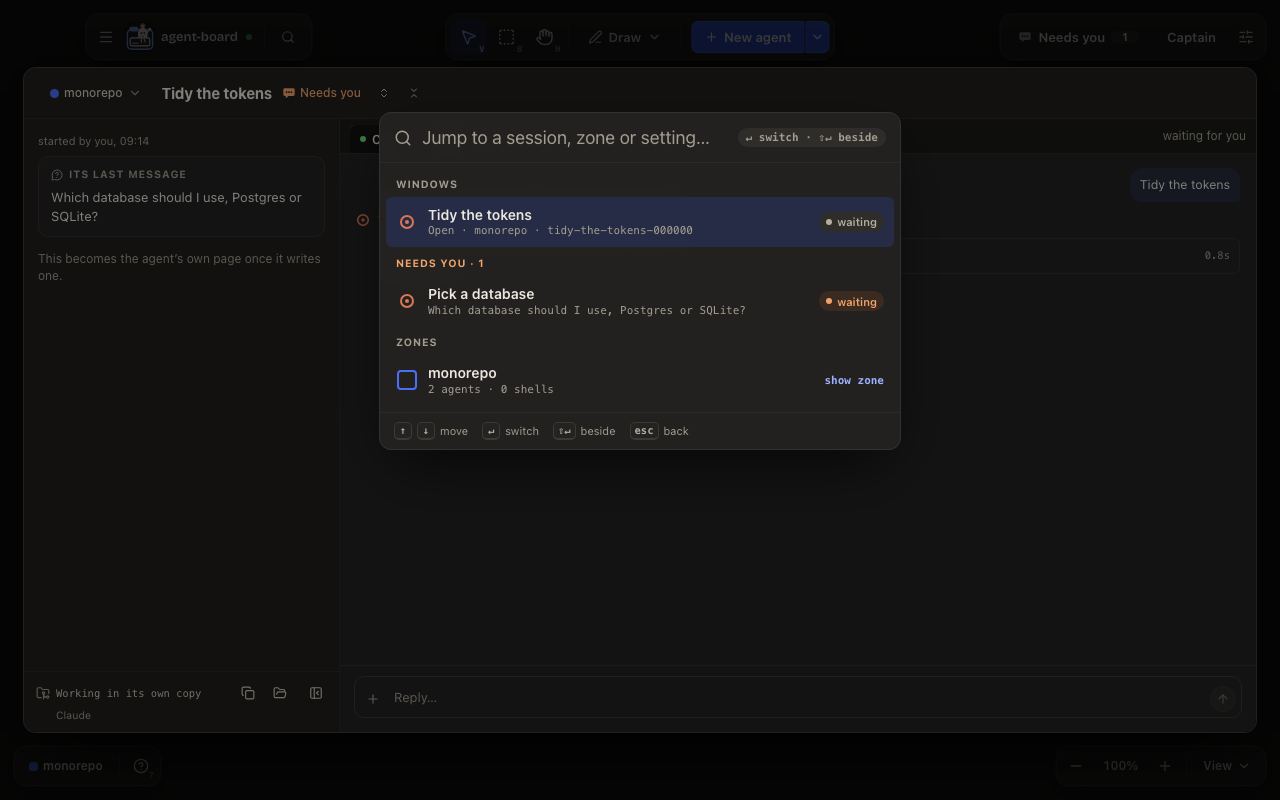 agent-board
V
H
Draw
New agent
Needs you
1
Captain
monorepo
Tidy the tokens
Needs you
started by you, 09:14
ITS LAST MESSAGE
Which database should I use, Postgres or
SQLite?
This becomes the agent's own page once it writes
one.
waiting for you
Tidy the tokens
0.8s
Jump to a session, zone or setting...
↵ switch · ⇧↵ beside
WINDOWS
Tidy the tokens
Open · monorepo · tidy-the-tokens-000000
waiting
NEEDS YOU · 1
Pick a database
Which database should I use, Postgres or SQLite?
waiting
ZONES
monorepo
2 agents · 0 shells
show zone
↑ ↓ move ↵ switch ⇧↵ beside esc back
Working in its own copy
Claude
Reply...
monorepo
100%
View